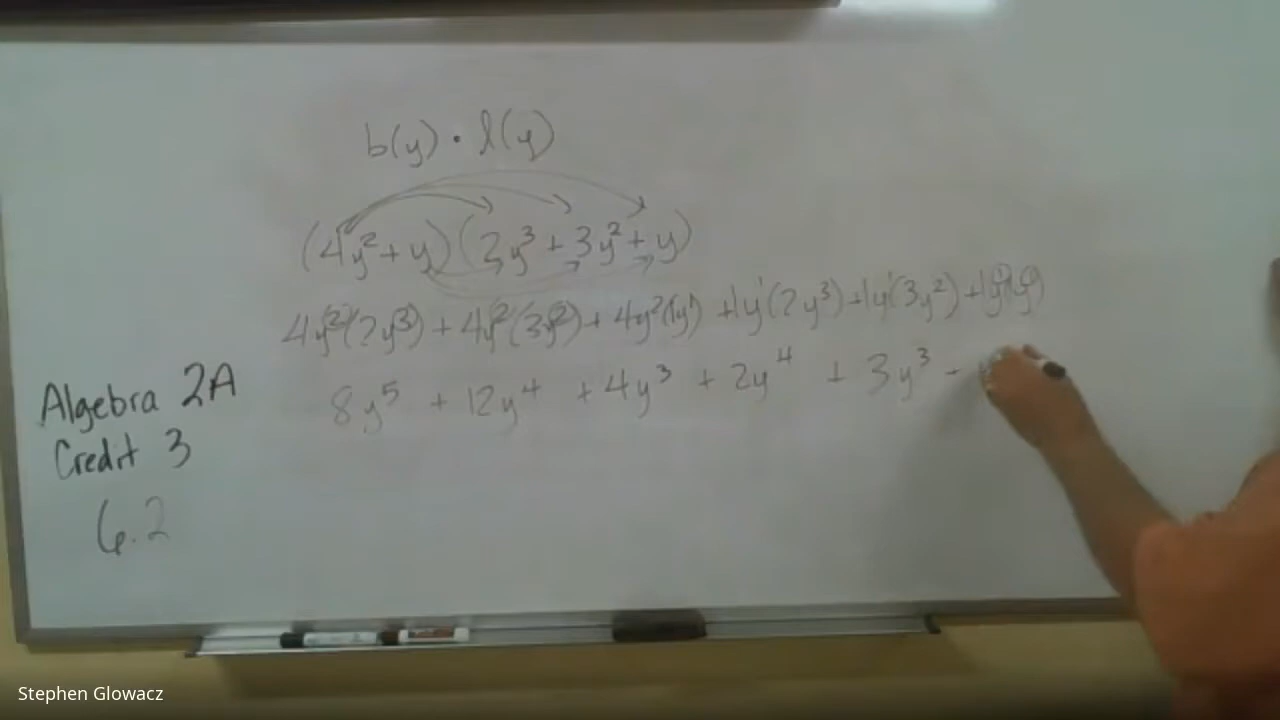 b(y) · l(y)
(4y²+y)(2y³+3y²+y)
4y²(2y³)+4y²(3y²)+4y²(1y¹)+1y¹(2y³)+1y¹(3y²)+1y¹(y)
8y⁵ + 12y⁴ + 4y³ + 2y⁴ + 3y³ +
Algebra 2A
Credit 3
6.2
Stephen Glowacz